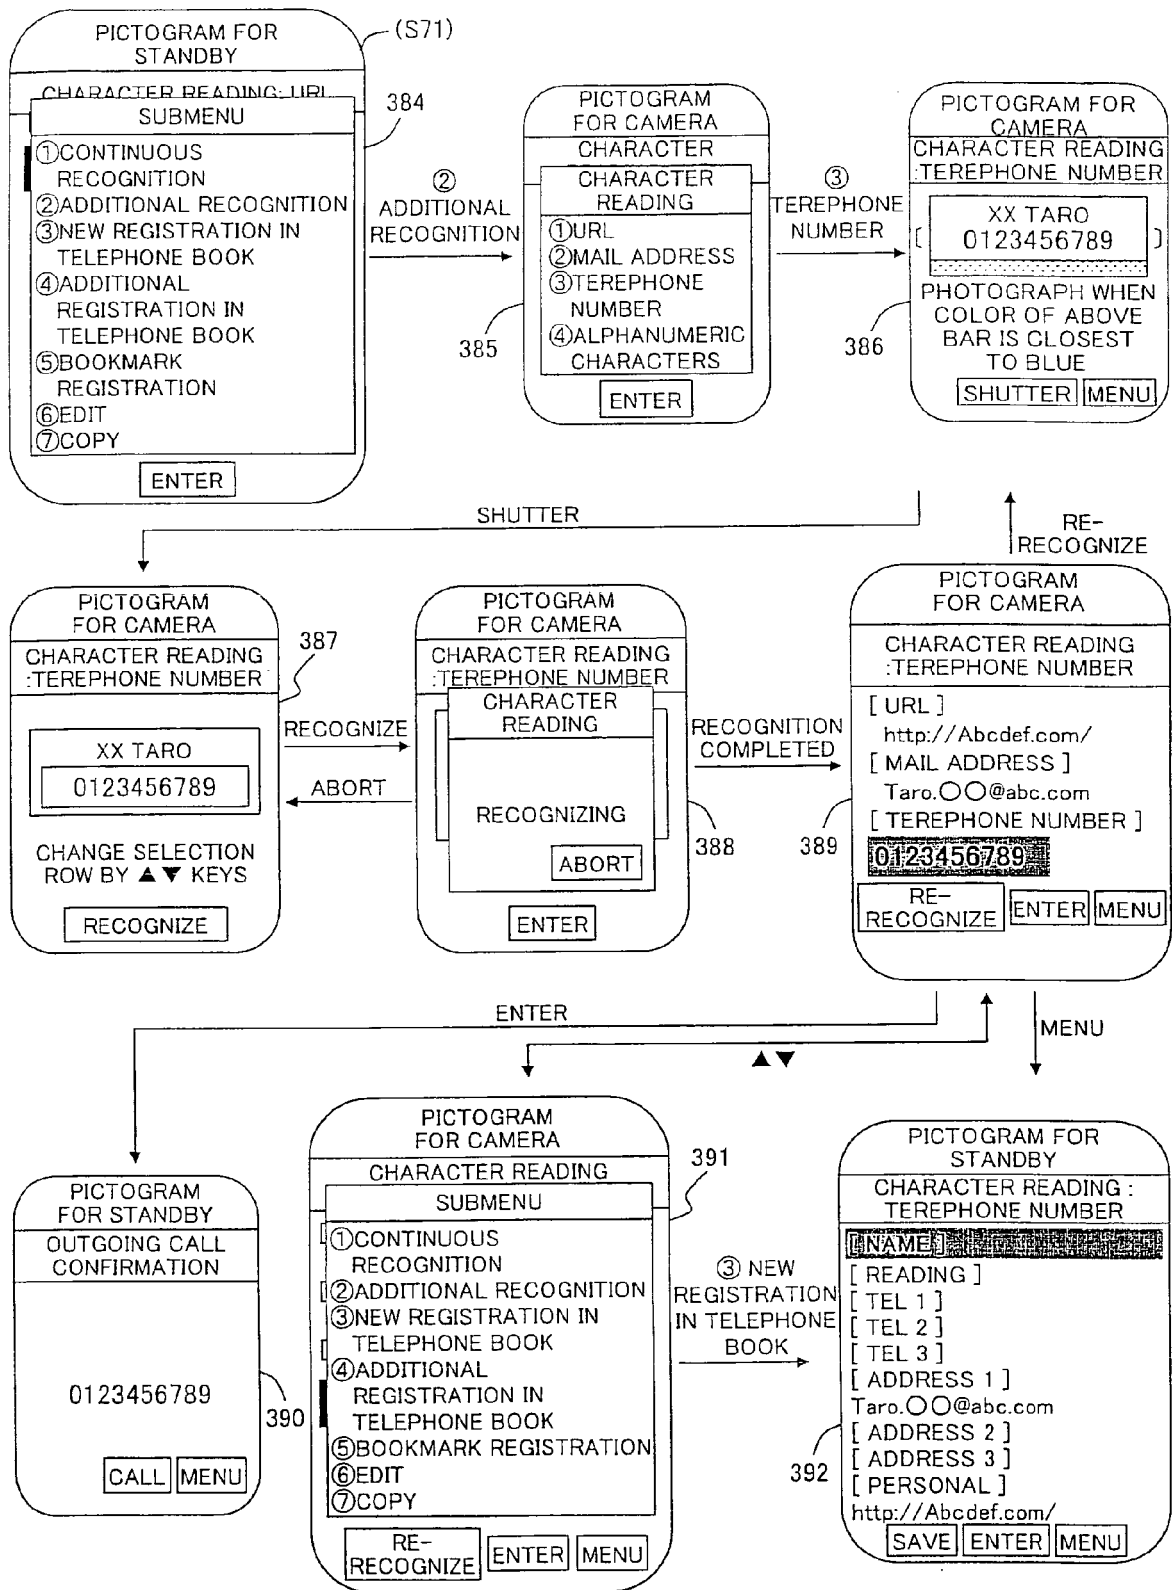 PICTOGRAM FOR
STANDBY
(S71)
CHARACTER READING: URL
384
SUBMENU
①CONTINUOUS
RECOGNITION
②ADDITIONAL RECOGNITION
③NEW REGISTRATION IN
TELEPHONE BOOK
④ADDITIONAL
REGISTRATION IN
TELEPHONE BOOK
⑤BOOKMARK
REGISTRATION
⑥EDIT
⑦COPY
ENTER
②
ADDITIONAL
RECOGNITION
PICTOGRAM
FOR CAMERA
CHARACTER
CHARACTER
READING
①URL
②MAIL ADDRESS
③TEREPHONE
NUMBER
④ALPHANUMERIC
CHARACTERS
ENTER
385
③
TEREPHONE
NUMBER
PICTOGRAM FOR
CAMERA
CHARACTER READING
:TEREPHONE NUMBER
XX TARO
[ 0123456789 ]
PHOTOGRAPH WHEN
COLOR OF ABOVE
BAR IS CLOSEST
TO BLUE
SHUTTER MENU
386
SHUTTER
RE-
RECOGNIZE
PICTOGRAM
FOR CAMERA
387
CHARACTER READING
:TEREPHONE NUMBER
XX TARO
0123456789
CHANGE SELECTION
ROW BY ▲ ▼ KEYS
RECOGNIZE
RECOGNIZE
ABORT
PICTOGRAM
FOR CAMERA
CHARACTER READING
:TEREPHONE NUMBER
CHARACTER
READING
RECOGNIZING
ABORT
ENTER
388
RECOGNITION
COMPLETED
PICTOGRAM
FOR CAMERA
CHARACTER READING
:TEREPHONE NUMBER
[ URL ]
http://Abcdef.com/
[ MAIL ADDRESS ]
Taro.○○@abc.com
[ TEREPHONE NUMBER ]
0123456789
RE-
RECOGNIZE ENTER MENU
389
ENTER
▲▼
MENU
PICTOGRAM
FOR STANDBY
OUTGOING CALL
CONFIRMATION
0123456789
CALL MENU
390
PICTOGRAM
FOR CAMERA
391
CHARACTER READING
SUBMENU
①CONTINUOUS
RECOGNITION
②ADDITIONAL RECOGNITION
③NEW REGISTRATION IN
TELEPHONE BOOK
④ADDITIONAL
REGISTRATION IN
TELEPHONE BOOK
⑤BOOKMARK REGISTRATION
⑥EDIT
⑦COPY
RE-
RECOGNIZE ENTER MENU
③ NEW
REGISTRATION
IN TELEPHONE
BOOK
PICTOGRAM FOR
STANDBY
CHARACTER READING :
TEREPHONE NUMBER
[ NAME ]
[ READING ]
[ TEL 1 ]
[ TEL 2 ]
[ TEL 3 ]
[ ADDRESS 1 ]
Taro.○○@abc.com
[ ADDRESS 2 ]
[ ADDRESS 3 ]
[ PERSONAL ]
http://Abcdef.com/
SAVE ENTER MENU
392